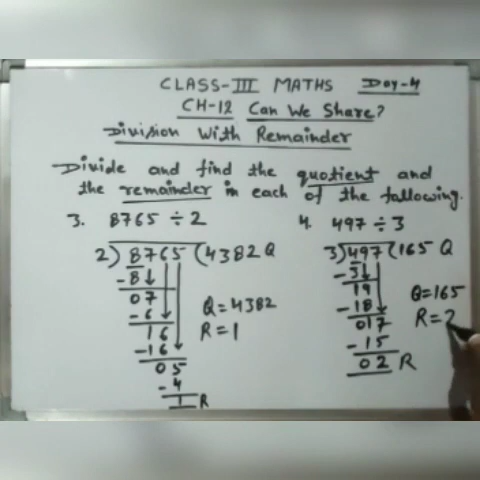 CLASS-III MATHS Day-4
CH-12 Can We Share?
Division With Remainder
Divide and find the quotient and
the remainder in each of the following.
3. 8765 ÷ 2
4. 497 ÷ 3
2) 8765 (4382 Q
-8
07
-6
16
-16
05
-4
1 R
Q = 4382
R = 1
3) 497 (165 Q
-3
19
-18
017
-15
02 R
Q = 165
R = 2